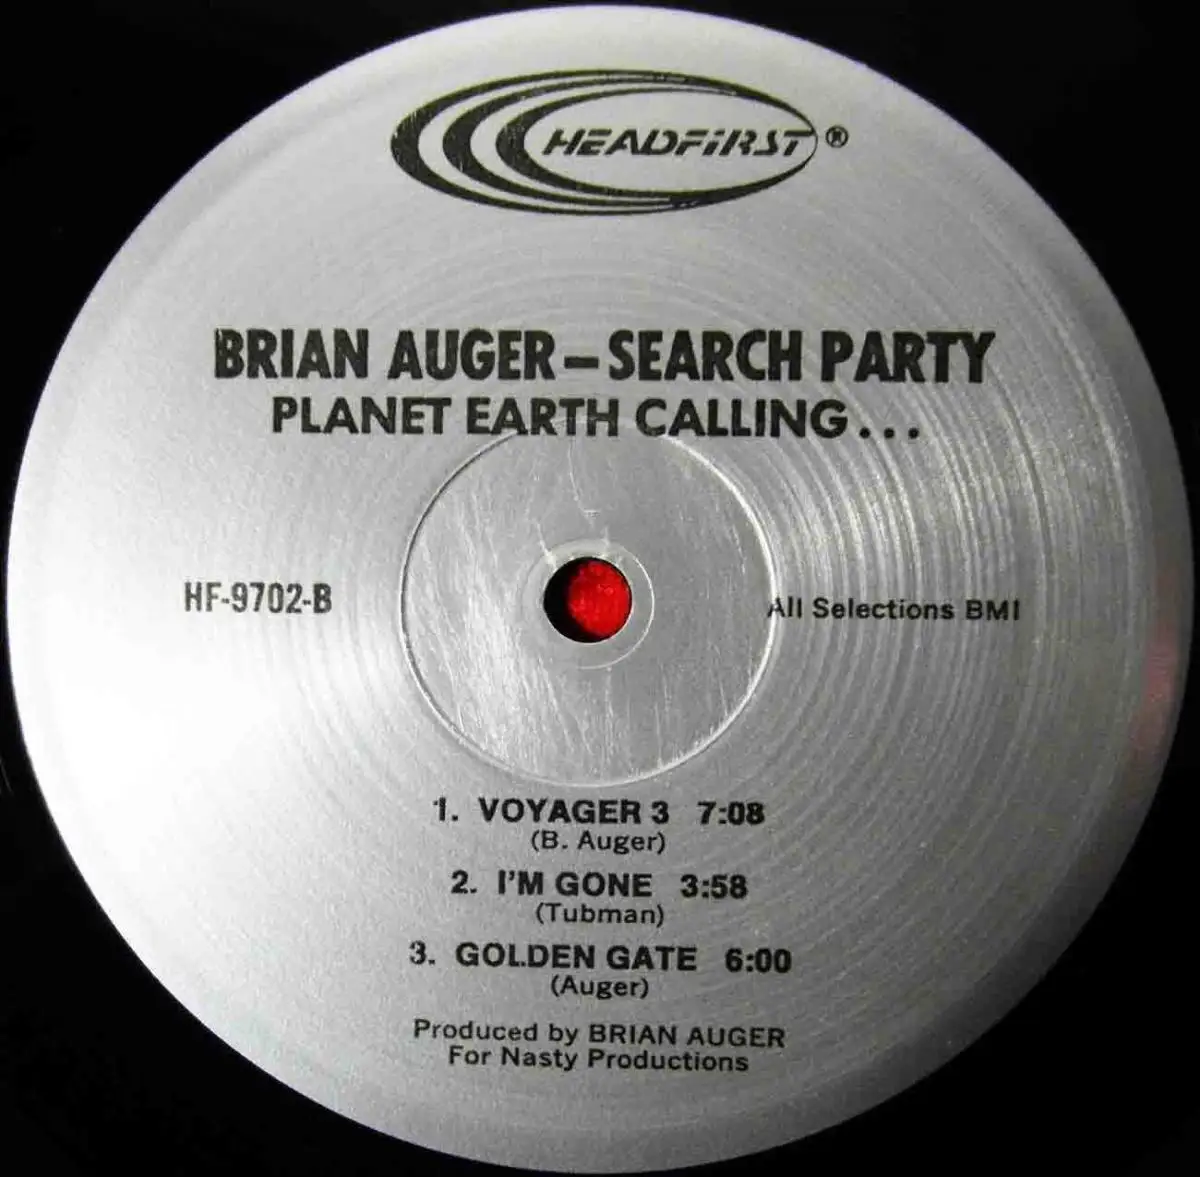 HEADFiRST®
BRIAN AUGER – SEARCH PARTY
PLANET EARTH CALLING...
HF-9702-B
All Selections BMI
1. VOYAGER 3 7:08
(B. Auger)
2. I'M GONE 3:58
(Tubman)
3. GOLDEN GATE 6:00
(Auger)
Produced by BRIAN AUGER
For Nasty Productions